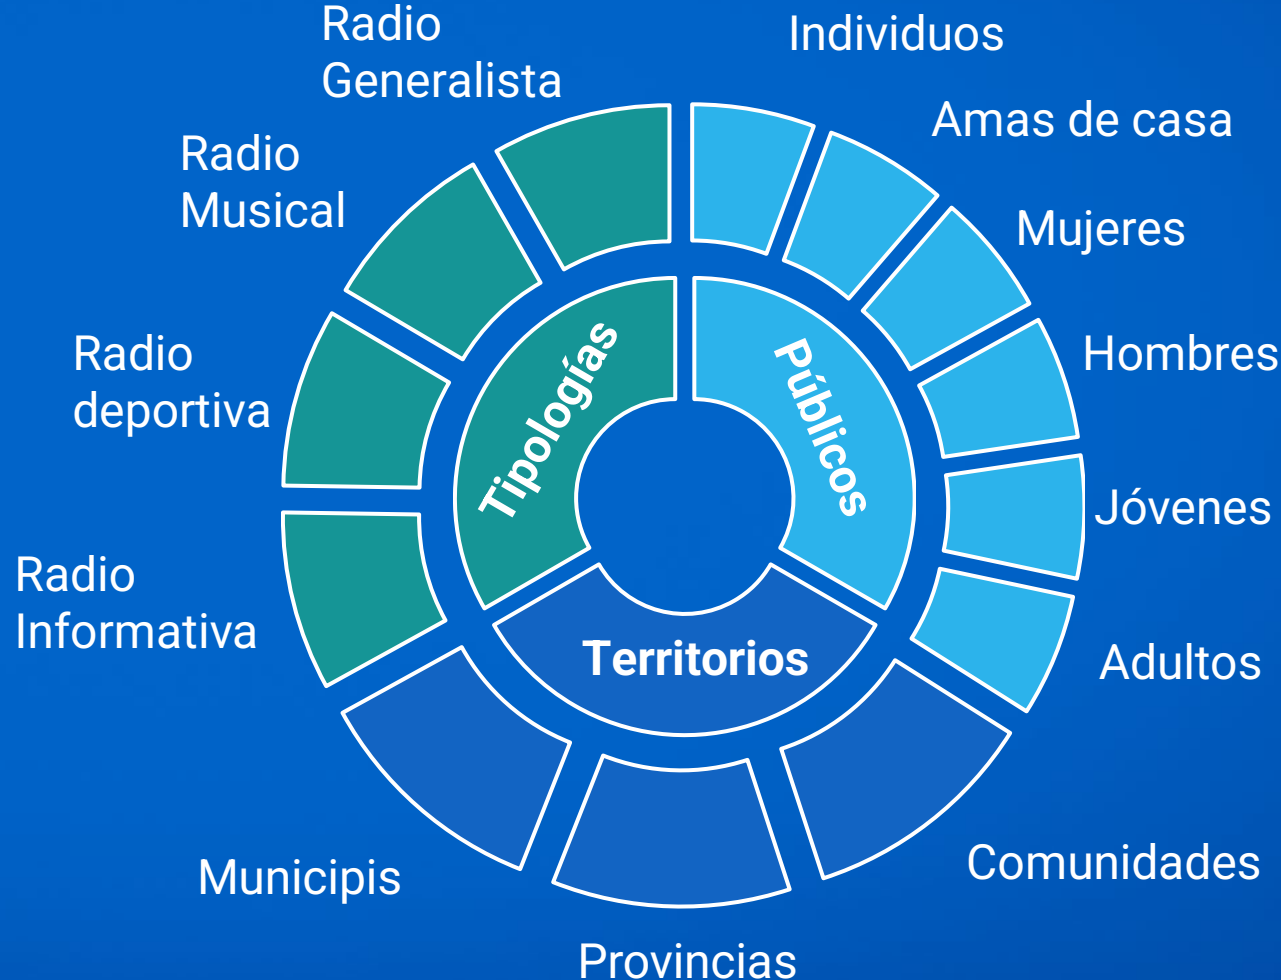 Radio
Generalista
Individuos
Amas de casa
Radio
Musical
Mujeres
Hombres
Radio
deportiva
Tipologías
Públicos
Jóvenes
Radio
Informativa
Territorios
Adultos
Municipis
Comunidades
Provincias